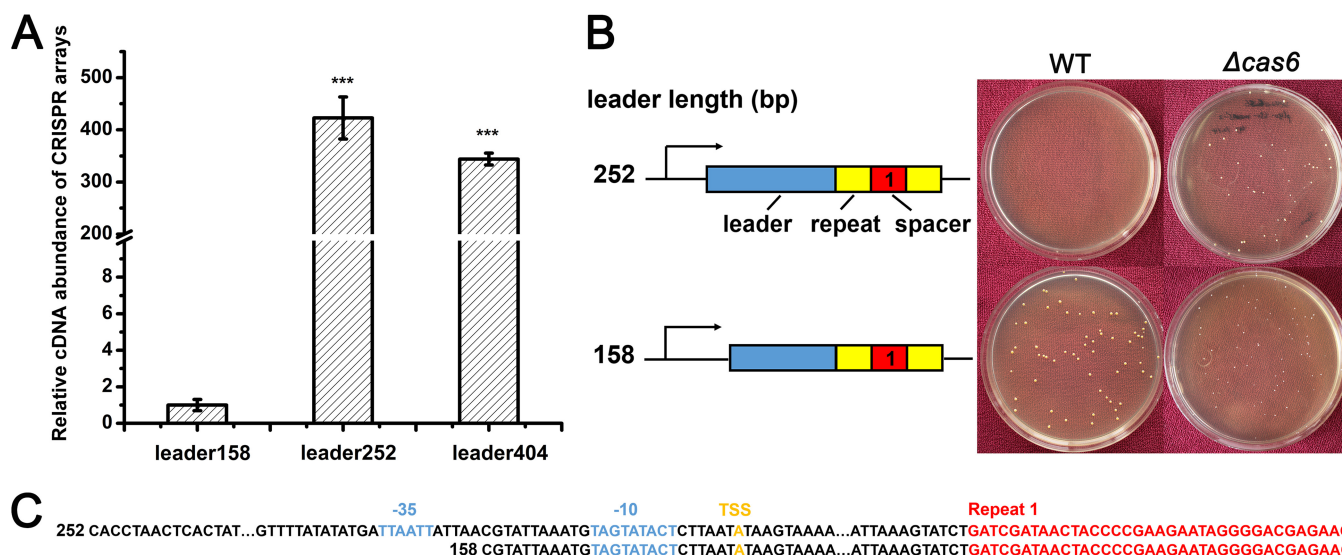 A
Relative cDNA abundance of CRISPR arrays
500
400
300
200
8
6
4
2
0
***
***
leader158
leader252
leader404
B
WT
Δcas6
leader length (bp)
252
1
leader
repeat
spacer
158
1
C
-35
-10
TSS
Repeat 1
252 CACCTAACTCACTAT...GTTTTATATATGATTAATTATTAACGTATTAAATGTAGTATACTCTTAATATAAGTAAAA...ATTAAAGTATCTGATCGATAACTACCCCGAAGAATAGGGGACGAGAAC
158 CGTATTAAATGTAGTATACTCTTAATATAAGTAAAA...ATTAAAGTATCTGATCGATAACTACCCCGAAGAATAGGGGACGAGAAC